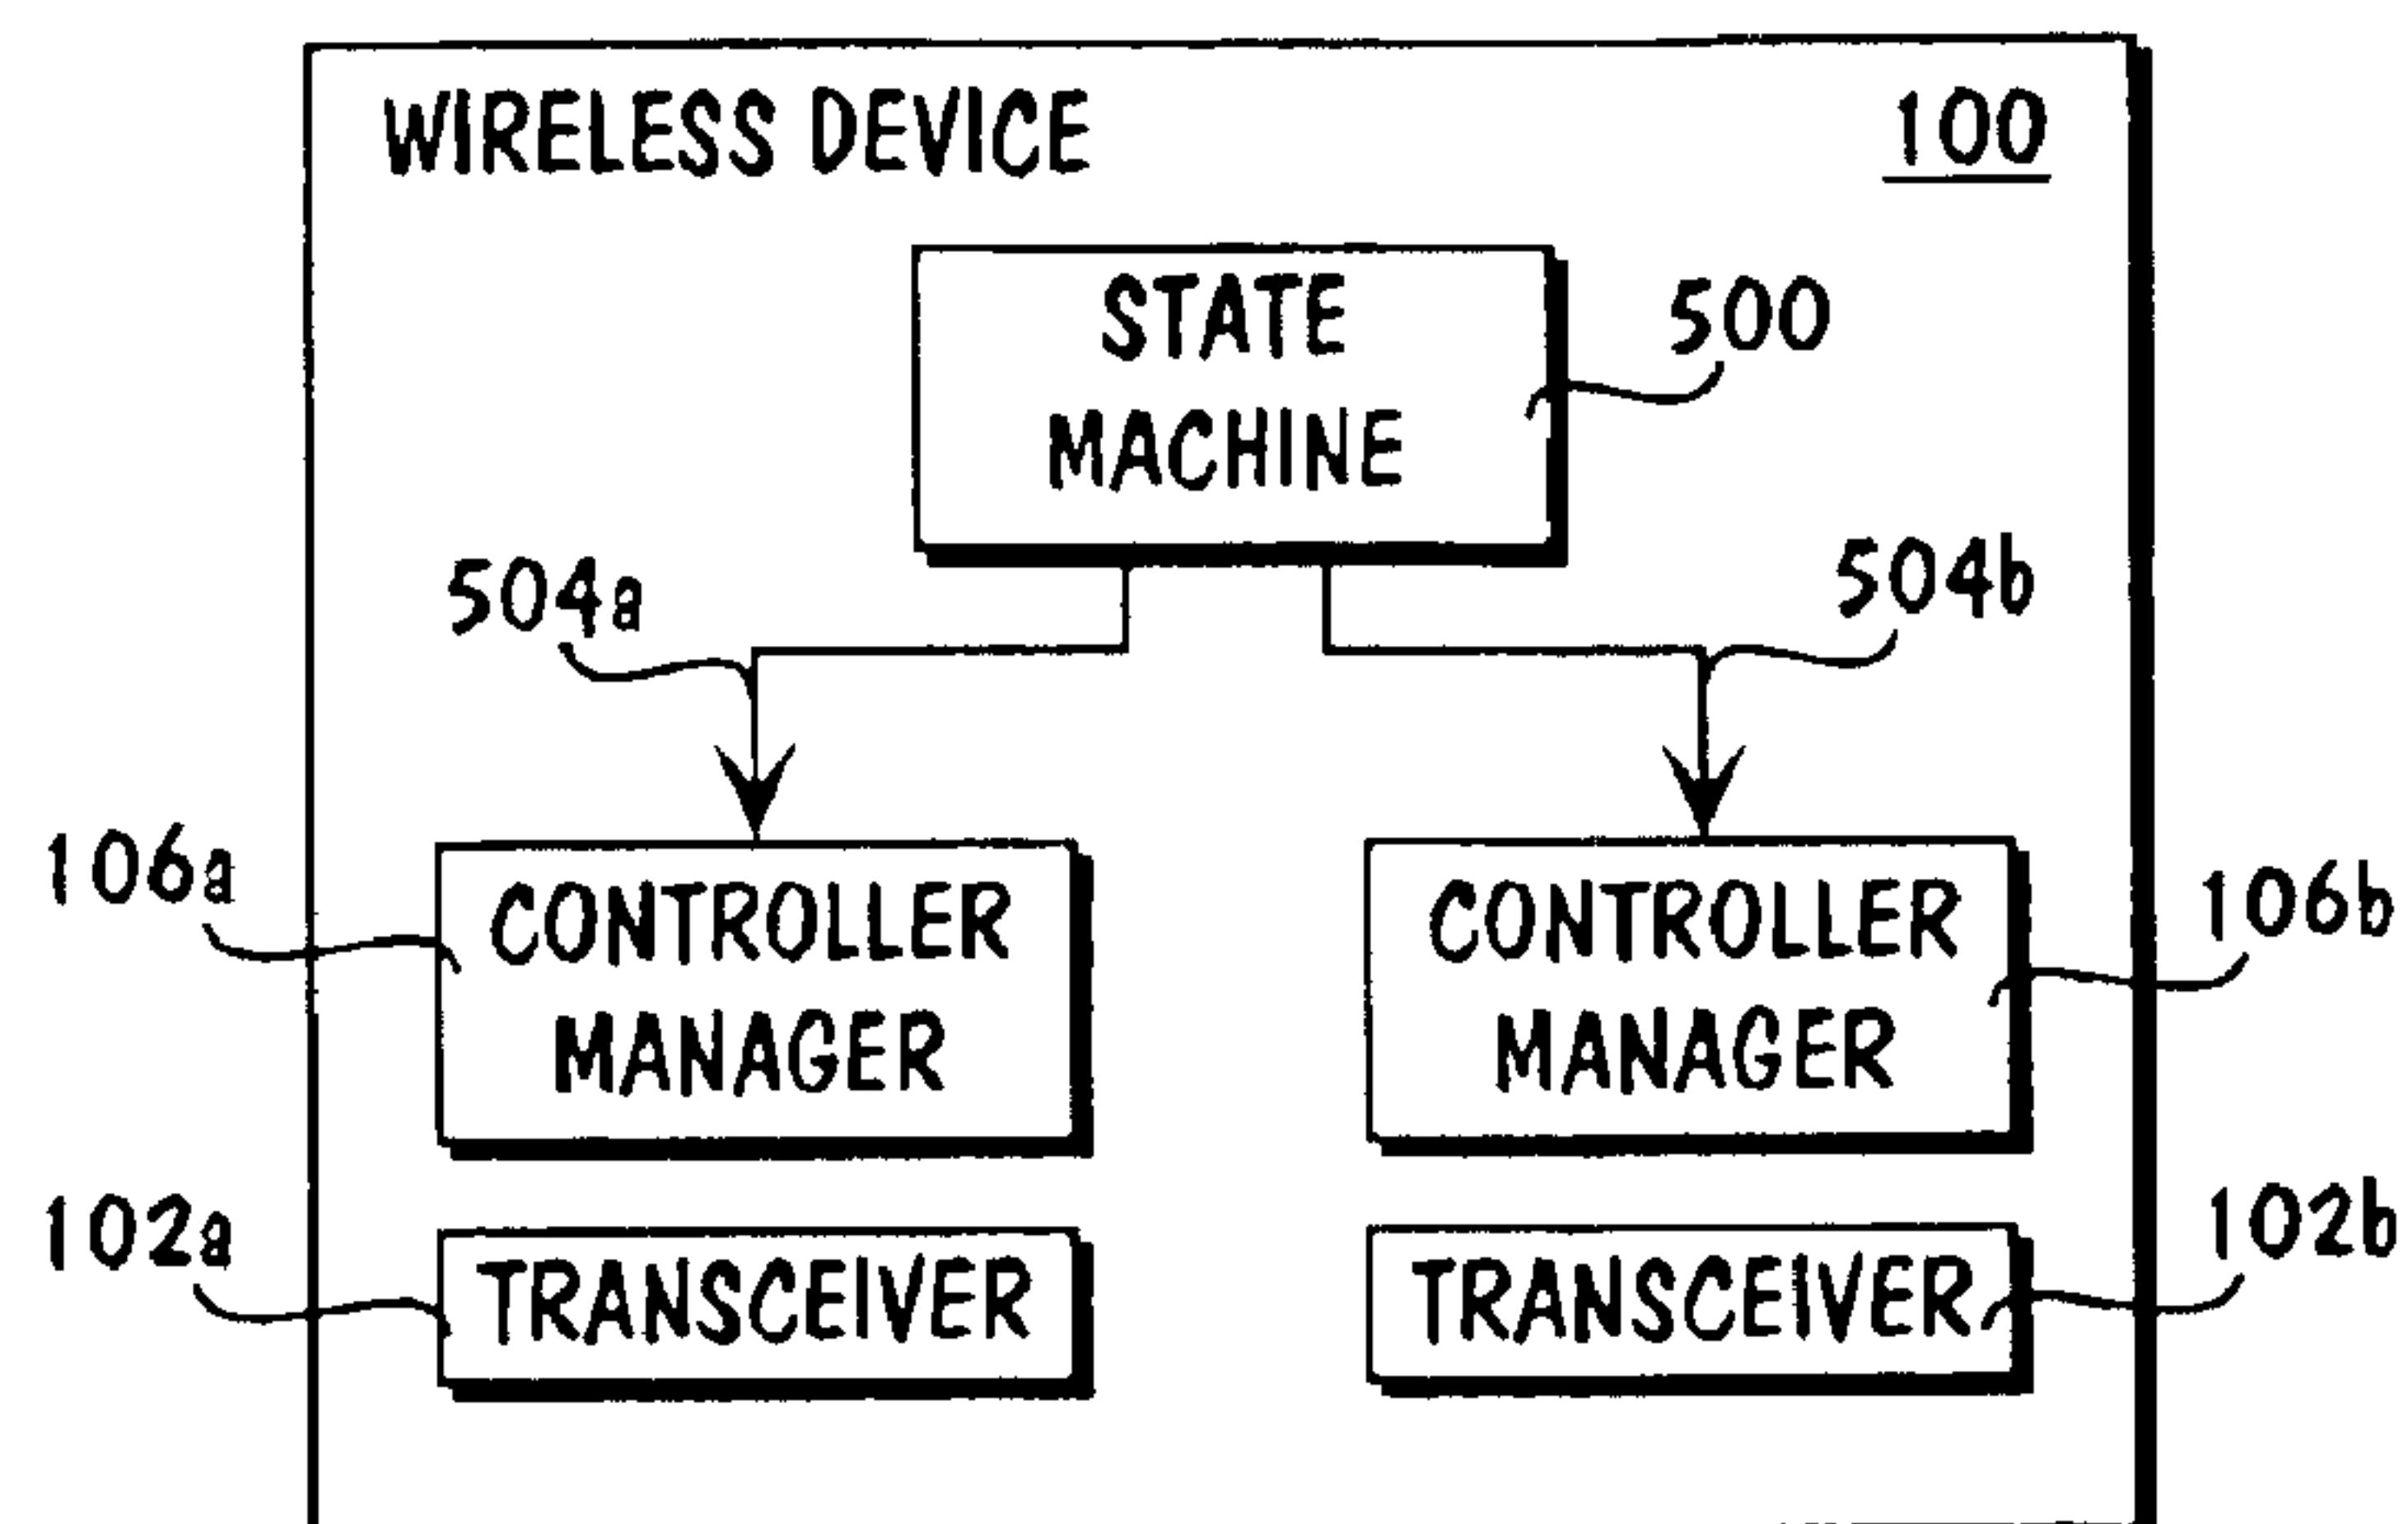 WIRELESS DEVICE 100
STATE
MACHINE
500
504a
504b
106a
CONTROLLER
MANAGER
CONTROLLER
MANAGER
106b
102a
TRANSCEIVER
TRANSCEIVER
102b